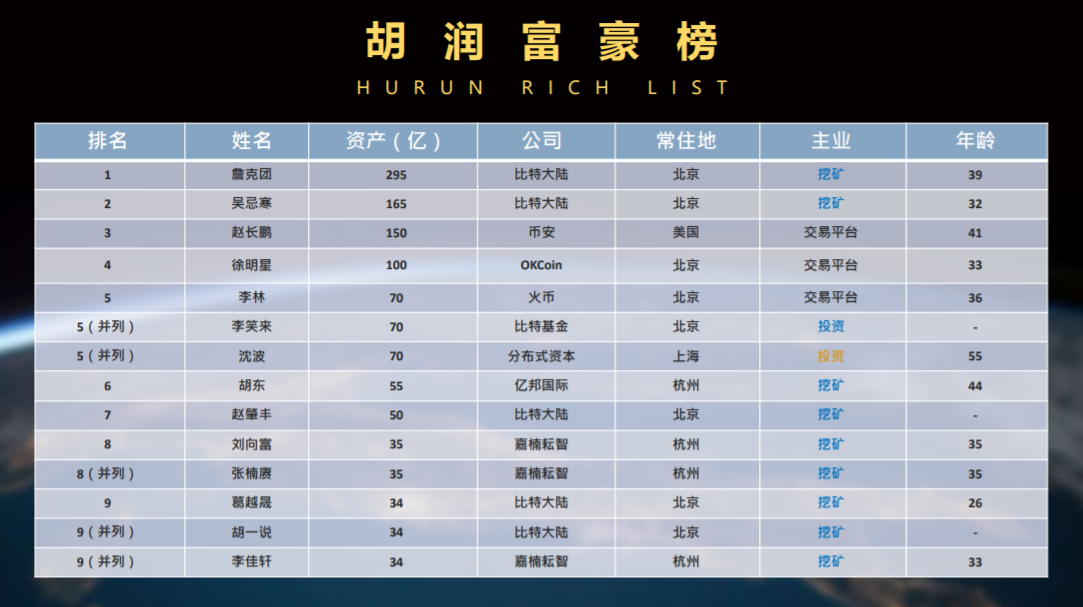 胡润富豪榜
HURUN RICH LIST
排名 姓名 资产（亿） 公司 常住地 主业 年龄
1 詹克团 295 比特大陆 北京 挖矿 39
2 吴忌寒 165 比特大陆 北京 挖矿 32
3 赵长鹏 150 币安 美国 交易平台 41
4 徐明星 100 OKCoin 北京 交易平台 33
5 李林 70 火币 北京 交易平台 36
5（并列） 李笑来 70 比特基金 北京 投资 -
5（并列） 沈波 70 分布式资本 上海 投资 55
6 胡东 55 亿邦国际 杭州 挖矿 44
7 赵肇丰 50 比特大陆 北京 挖矿 -
8 刘向富 35 嘉楠耘智 杭州 挖矿 35
8（并列） 张楠赓 35 嘉楠耘智 杭州 挖矿 35
9 葛越晟 34 比特大陆 北京 挖矿 26
9（并列） 胡一说 34 比特大陆 北京 挖矿 -
9（并列） 李佳轩 34 嘉楠耘智 杭州 挖矿 33